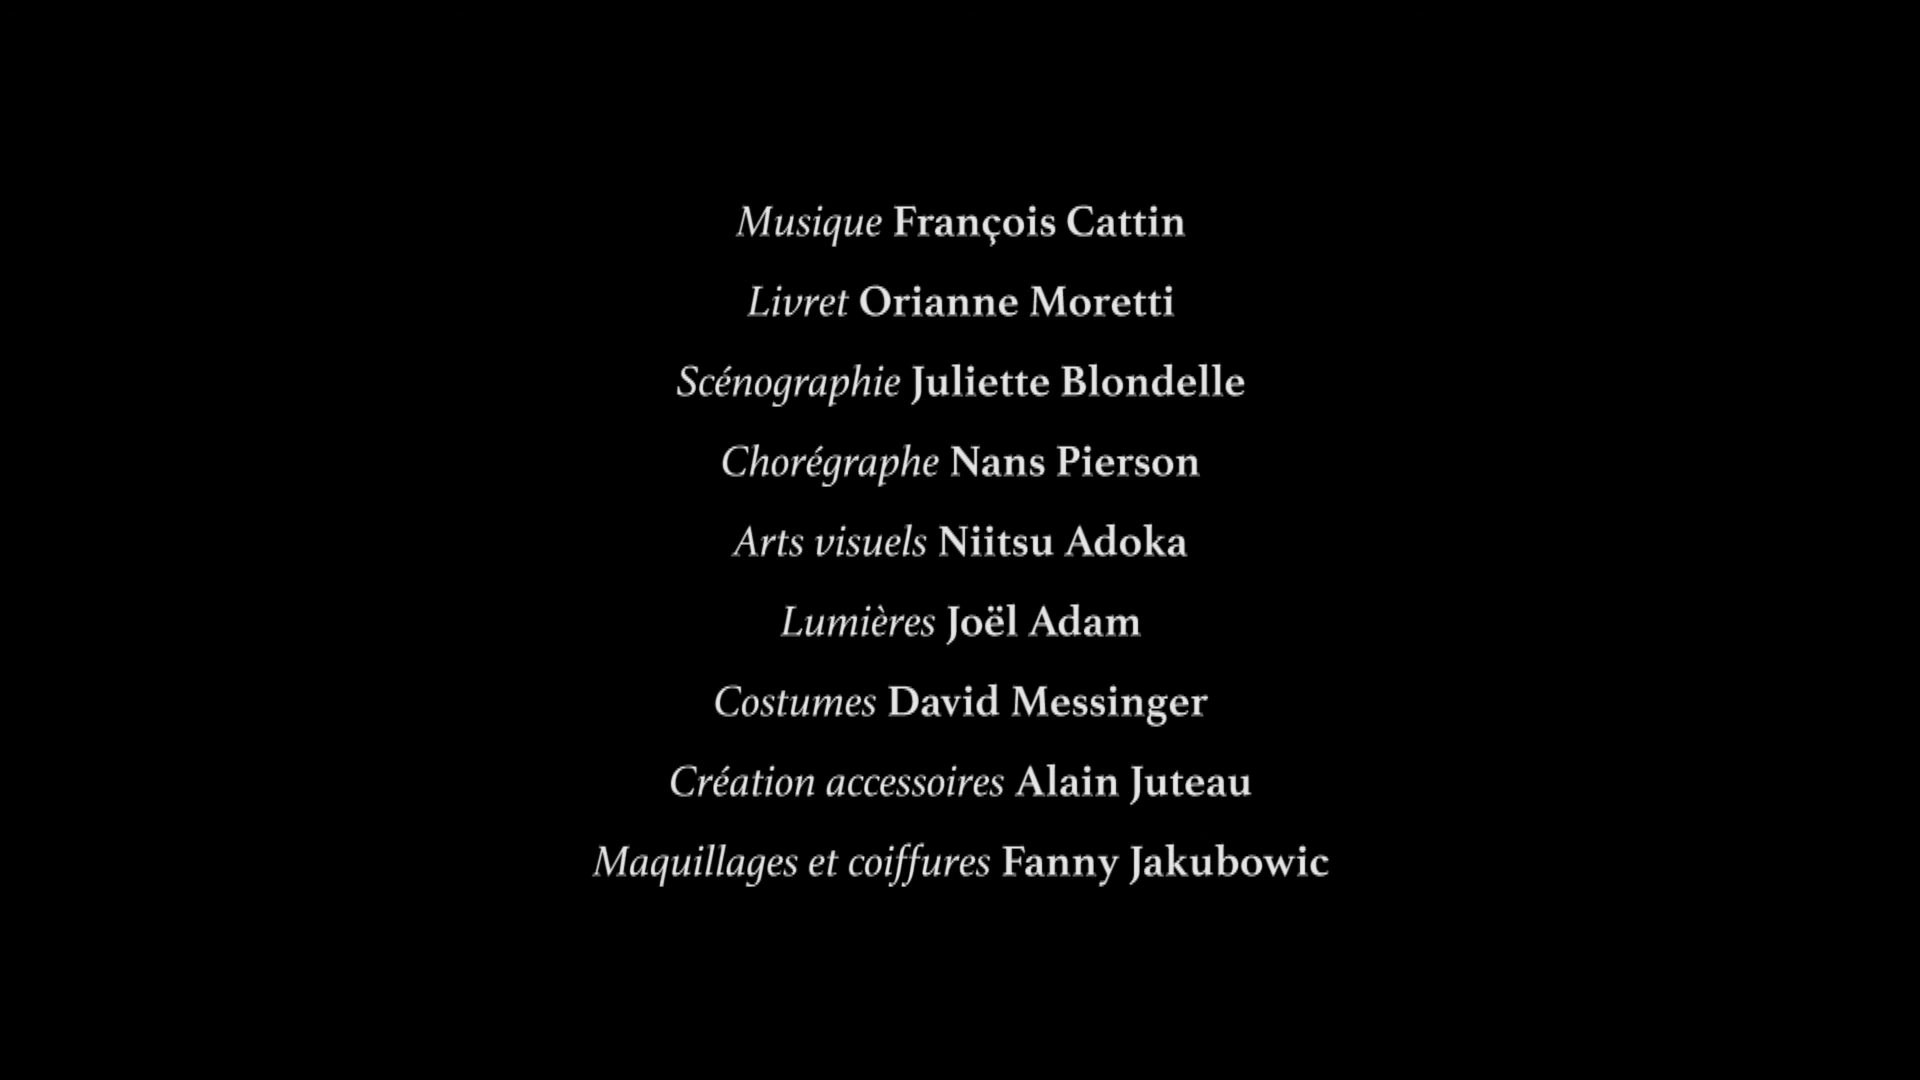 Musique François Cattin
Livret Orianne Moretti
Scénographie Juliette Blondelle
Chorégraphe Nans Pierson
Arts visuels Niitsu Adoka
Lumières Joël Adam
Costumes David Messinger
Création accessoires Alain Juteau
Maquillages et coiffures Fanny Jakubowic